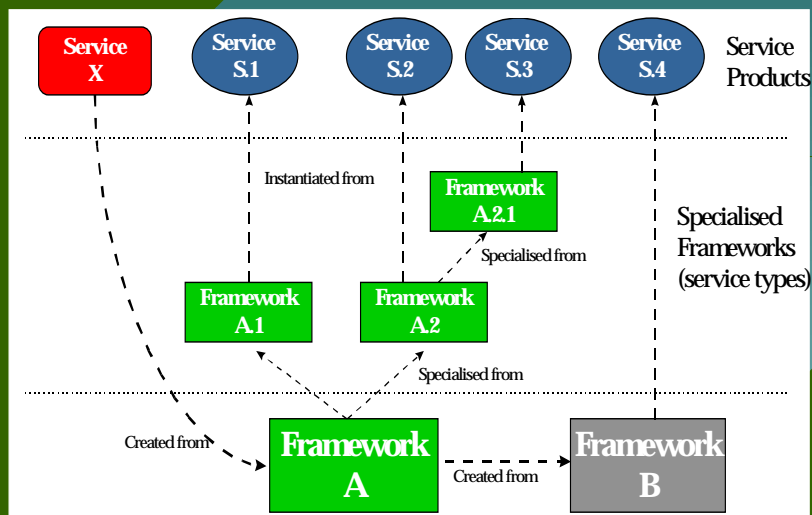 Service
X
Service
S.1
Service
S.2
Service
S.3
Service
S.4
Service
Products
Instantiated from
Framework
A.2.1
Specialised from
Specialised
Frameworks
(service types)
Framework
A.1
Framework
A.2
Specialised from
Created from
Framework
A
Created from
Framework
B